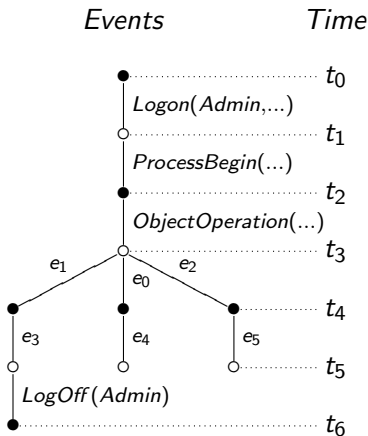 Events Time
t0
Logon(Admin,...)
t1
ProcessBegin(...)
t2
ObjectOperation(...)
t3
e1 e0 e2
t4
e3 e4 e5
t5
LogOff(Admin)
t6